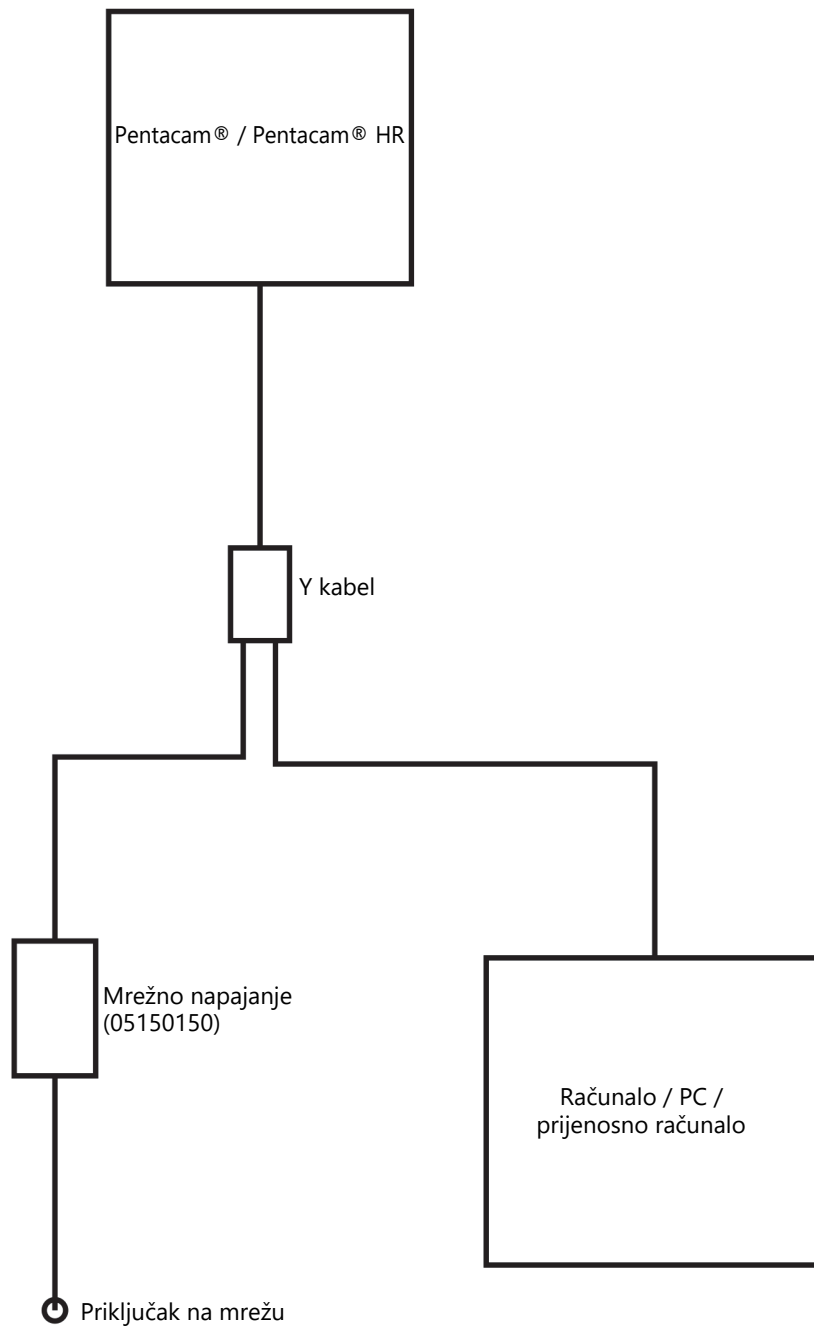 Pentacam® / Pentacam® HR
Y kabel
Mrežno napajanje
(05150150)
Računalo / PC /
prijenosno računalo
Priključak na mrežu